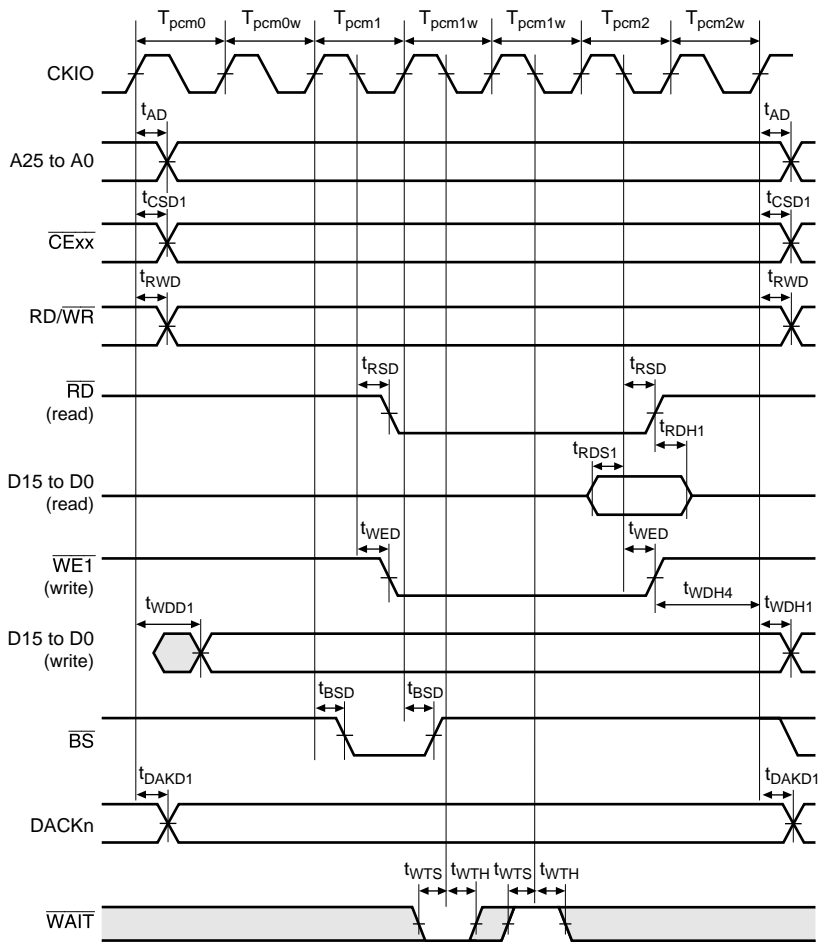 Tpcm0 Tpcm0w Tpcm1 Tpcm1w Tpcm1w Tpcm2 Tpcm2w
CKIO
tAD tAD
A25 to A0
tCSD1 tCSD1
CExx
tRWD tRWD
RD/WR
tRSD tRSD
RD
(read)
tRDH1
tRDS1
D15 to D0
(read)
tWED tWED
WE1
(write)
tWDH4
tWDD1 tWDH1
D15 to D0
(write)
tBSD tBSD
BS
tDAKD1 tDAKD1
DACKn
tWTS tWTH tWTS tWTH
WAIT